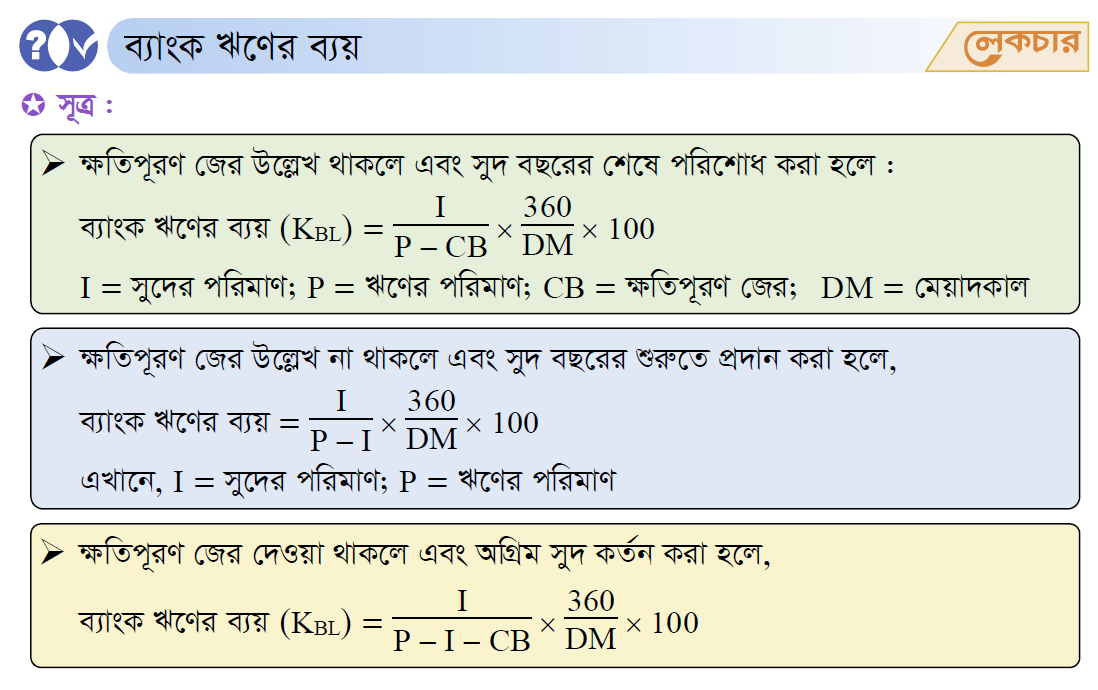 ?
ব্যাংক ঋণের ব্যয়
লেকচার
সূত্র :
ক্ষতিপূরণ জের উল্লেখ থাকলে এবং সুদ বছরের শেষে পরিশোধ করা হলে :
ব্যাংক ঋণের ব্যয় (K_BL) = I / (P – CB) × 360 / DM × 100
I = সুদের পরিমাণ; P = ঋণের পরিমাণ; CB = ক্ষতিপূরণ জের; DM = মেয়াদকাল
ক্ষতিপূরণ জের উল্লেখ না থাকলে এবং সুদ বছরের শুরুতে প্রদান করা হলে,
ব্যাংক ঋণের ব্যয় = I / (P – I) × 360 / DM × 100
এখানে, I = সুদের পরিমাণ; P = ঋণের পরিমাণ
ক্ষতিপূরণ জের দেওয়া থাকলে এবং অগ্রিম সুদ কর্তন করা হলে,
ব্যাংক ঋণের ব্যয় (K_BL) = I / (P – I – CB) × 360 / DM × 100